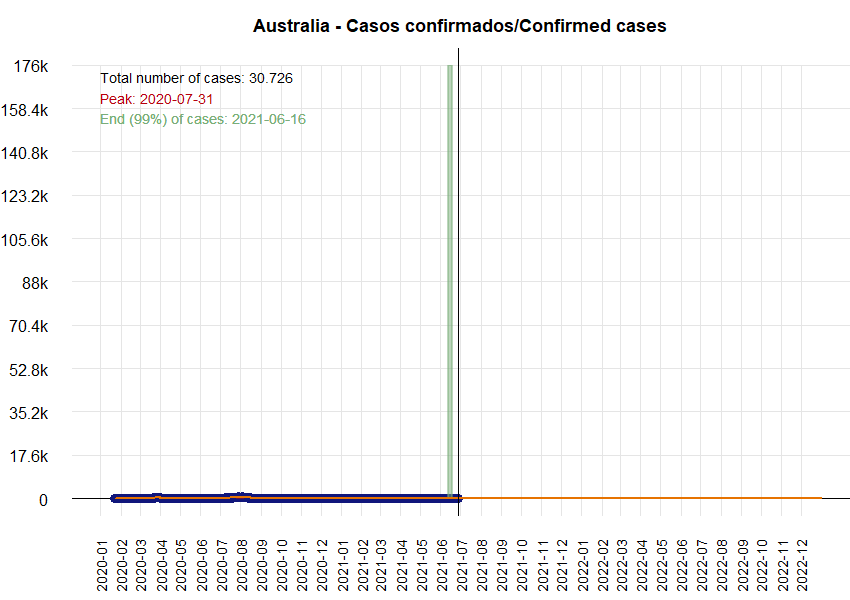 Australia - Casos confirmados/Confirmed cases
Total number of cases: 30.726
Peak: 2020-07-31
End (99%) of cases: 2021-06-16
176k
158.4k
140.8k
123.2k
105.6k
88k
70.4k
52.8k
35.2k
17.6k
0
2020-01
2020-02
2020-03
2020-04
2020-05
2020-06
2020-07
2020-08
2020-09
2020-10
2020-11
2020-12
2021-01
2021-02
2021-03
2021-04
2021-05
2021-06
2021-07
2021-08
2021-09
2021-10
2021-11
2021-12
2022-01
2022-02
2022-03
2022-04
2022-05
2022-06
2022-07
2022-08
2022-09
2022-10
2022-11
2022-12